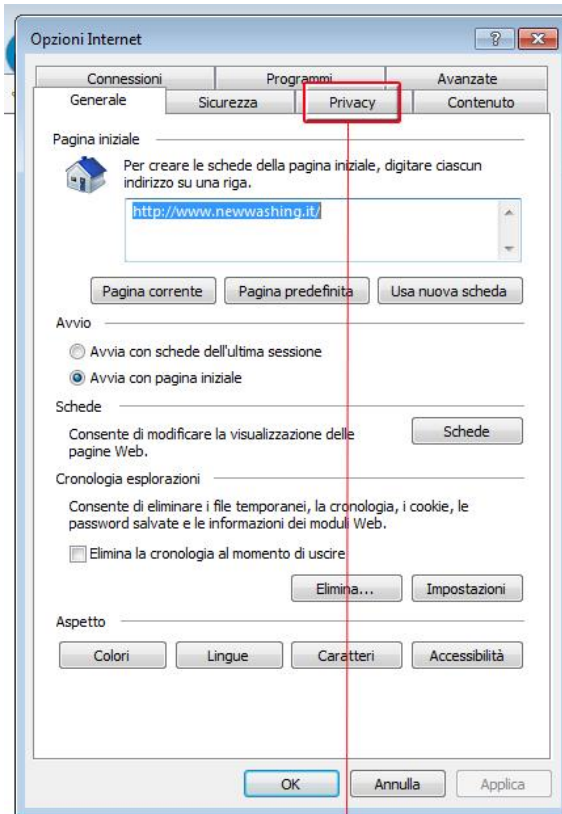 Opzioni Internet
Connessioni Programmi Avanzate
Generale Sicurezza Privacy Contenuto
Pagina iniziale
Per creare le schede della pagina iniziale, digitare ciascun
indirizzo su una riga.
http://www.newwashing.it/
Pagina corrente Pagina predefinita Usa nuova scheda
Avvio
Avvia con schede dell'ultima sessione
Avvia con pagina iniziale
Schede
Consente di modificare la visualizzazione delle
pagine Web.
Schede
Cronologia esplorazioni
Consente di eliminare i file temporanei, la cronologia, i cookie, le
password salvate e le informazioni dei moduli Web.
Elimina la cronologia al momento di uscire
Elimina... Impostazioni
Aspetto
Colori Lingue Caratteri Accessibilità
OK Annulla Applica